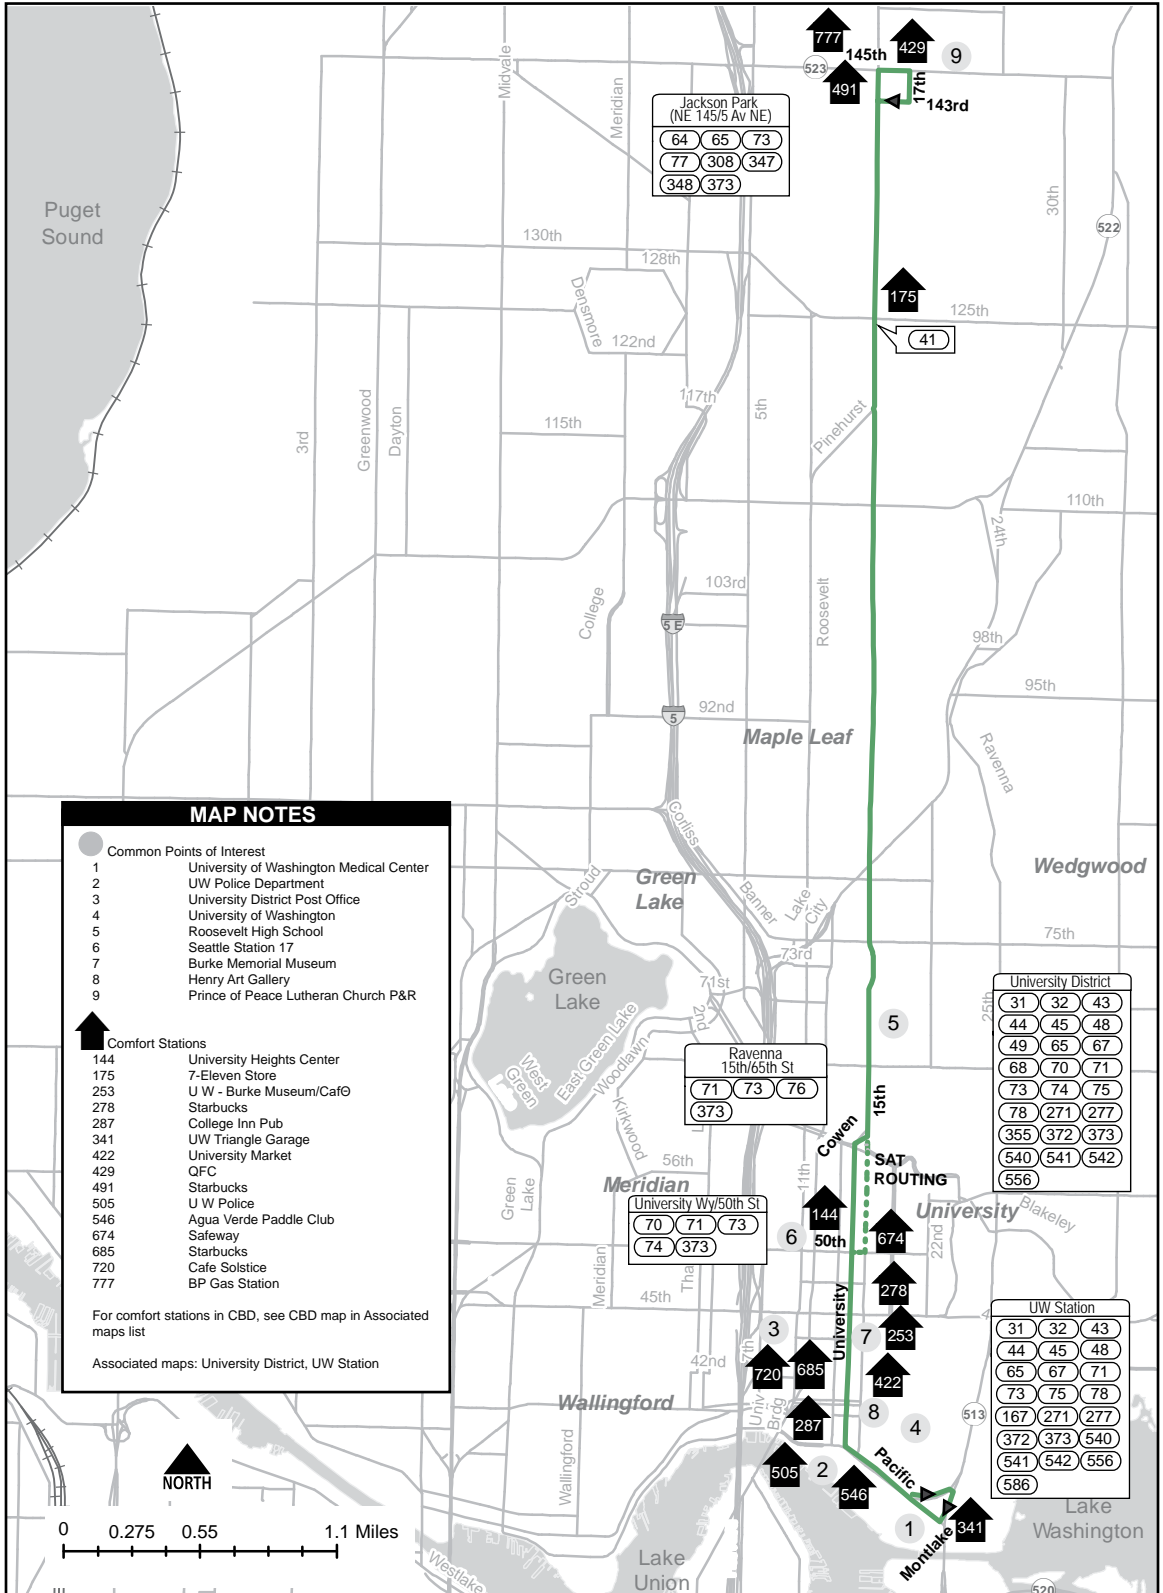 777
145th
429
9
523
491
17th
143rd
Midvale
Meridian
Jackson Park
(NE 145/5 Av NE)
64 65 73
77 308 347
348 373
Puget
Sound
30th
522
130th
128th
175
Densmore
125th
41
122nd
117th
5th
3rd
Greenwood
Dayton
115th
Pinehurst
110th
24th
103rd
College
Roosevelt
5 E
98th
95th
92nd
5
Maple Leaf
Ravenna
Corliss
Wedgwood
Stroud
Green
Lake
Banner
Lake
City
75th
73rd
Green
Lake
71st
2nd
25th
5
West
Green
East Green Lake
Woodlawn
Kirkwood
Ravenna
15th/65th St
71 73 76
373
15th
Cowen
SAT
ROUTING
56th
11th
Meridian
Green
Lake
University
Blakeley
22nd
University Wy/50th St
70 71 73
74 373
144
6
50th
674
Meridian
Tha
45th
278
4
University
3
7
253
42nd
7th
720
685
422
Wallingford
Univ
Brdg
287
8
4
513
505
2
546
Pacific
Wallingford
1
Montlake
341
Lake
Washington
Lake
Union
Westlake
520
University District
31 32 43
44 45 48
49 65 67
68 70 71
73 74 75
78 271 277
355 372 373
540 541 542
556
UW Station
31 32 43
44 45 48
65 67 71
73 75 78
167 271 277
372 373 540
541 542 556
586
MAP NOTES
Common Points of Interest
1 University of Washington Medical Center
2 UW Police Department
3 University District Post Office
4 University of Washington
5 Roosevelt High School
6 Seattle Station 17
7 Burke Memorial Museum
8 Henry Art Gallery
9 Prince of Peace Lutheran Church P&R
Comfort Stations
144 University Heights Center
175 7-Eleven Store
253 U W - Burke Museum/CafΘ
278 Starbucks
287 College Inn Pub
341 UW Triangle Garage
422 University Market
429 QFC
491 Starbucks
505 U W Police
546 Agua Verde Paddle Club
674 Safeway
685 Starbucks
720 Cafe Solstice
777 BP Gas Station
For comfort stations in CBD, see CBD map in Associated
maps list
Associated maps: University District, UW Station
NORTH
0 0.275 0.55 1.1 Miles